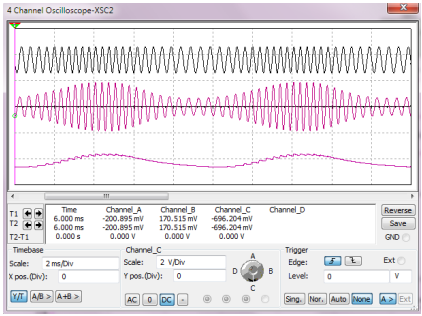 4 Channel Oscilloscope-XSC2
Time Channel_A Channel_B Channel_C Channel_D
T1 6.000 ms -200.895 mV 170.515 mV -696.204 mV
T2 6.000 ms -200.895 mV 170.515 mV -696.204 mV
T2-T1 0.000 s 0.000 V 0.000 V 0.000 V
Reverse
Save
GND
Timebase
Scale: 2 ms/Div
X pos.(Div): 0
Y/T A/B > A+B >
Channel_C
Scale: 2 V/Div
Y pos.(Div): 0
AC 0 DC -
A
D B
C
Trigger
Edge: Ext
Level: 0 V
Sing. Nor. Auto None A > Ext